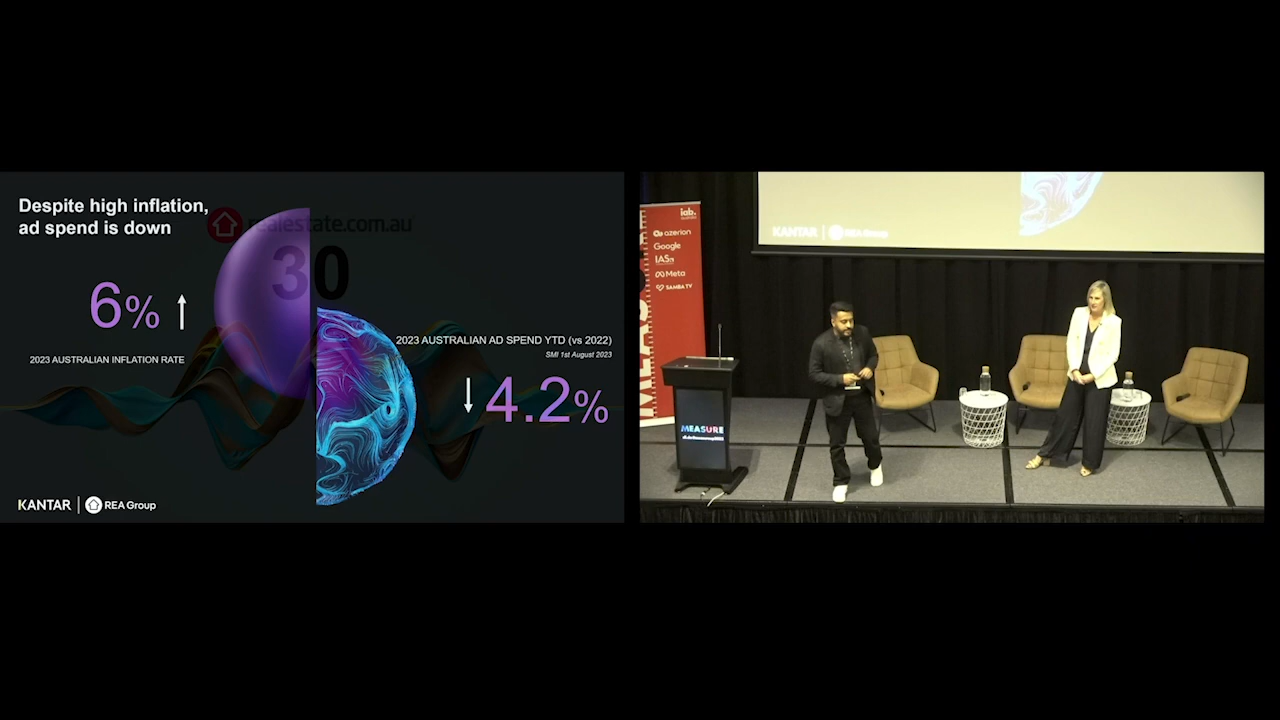 Despite high inflation,
ad spend is down
realestate.com.au
30
6%
2023 AUSTRALIAN INFLATION RATE
2023 AUSTRALIAN AD SPEND YTD (vs 2022)
SMI 1st August 2023
4.2%
KANTAR
REA Group
KANTAR
REA Group
iab.
azerion
Google
IAS
Meta
SAMBA TV
MEASURE